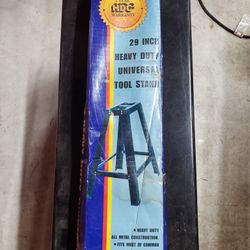 HDC
WARRANTY
29 INCH
HEAVY DUTY
UNIVERSAL
TOOL STAND
• HEAVY DUTY
ALL METAL CONSTRUCTION.
• FITS MOST OF COMMON